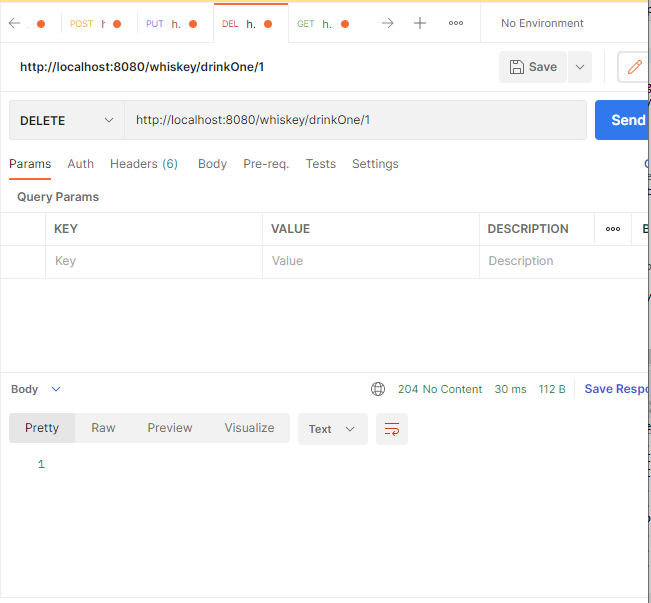 POST h PUT h. DEL h. GET h. No Environment
http://localhost:8080/whiskey/drinkOne/1 Save
DELETE http://localhost:8080/whiskey/drinkOne/1 Send
Params Auth Headers (6) Body Pre-req. Tests Settings
Query Params
KEY VALUE DESCRIPTION
Key Value Description
Body 204 No Content 30 ms 112 B Save Respo
Pretty Raw Preview Visualize Text
1